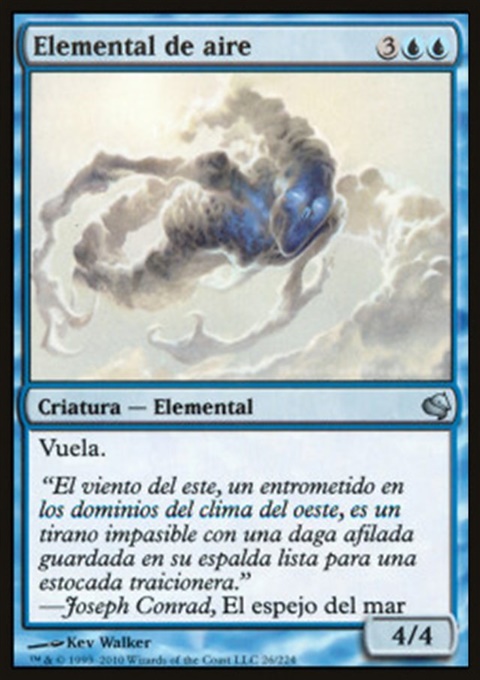 Elemental de aire 3
Criatura — Elemental
Vuela.
“El viento del este, un entrometido en
los dominios del clima del oeste, es un
tirano impasible con una daga afilada
guardada en su espalda lista para una
estocada traicionera.”
—Joseph Conrad, El espejo del mar
4/4
Kev Walker
™ & © 1995–2010 Wizards of the Coast LLC 26/224